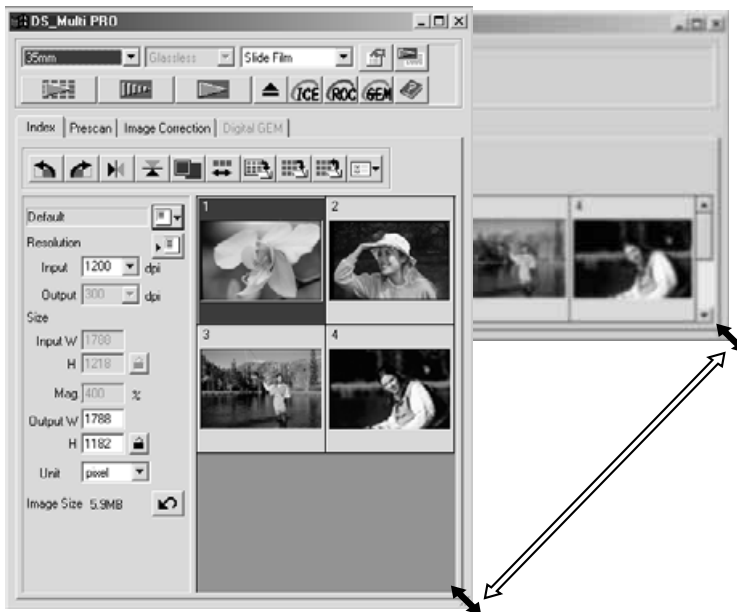 DS_Multi PRO
35mm Glassless Slide Film
ICE ROC GEM
Index Prescan Image Correction Digital GEM
Default
Resolution
Input 1200 dpi
Output 300 dpi
Size
Input W 1788
H 1218
Mag. 400 %
Output W 1788
H 1182
Unit pixel
Image Size 5.9MB
1 2
3 4
4